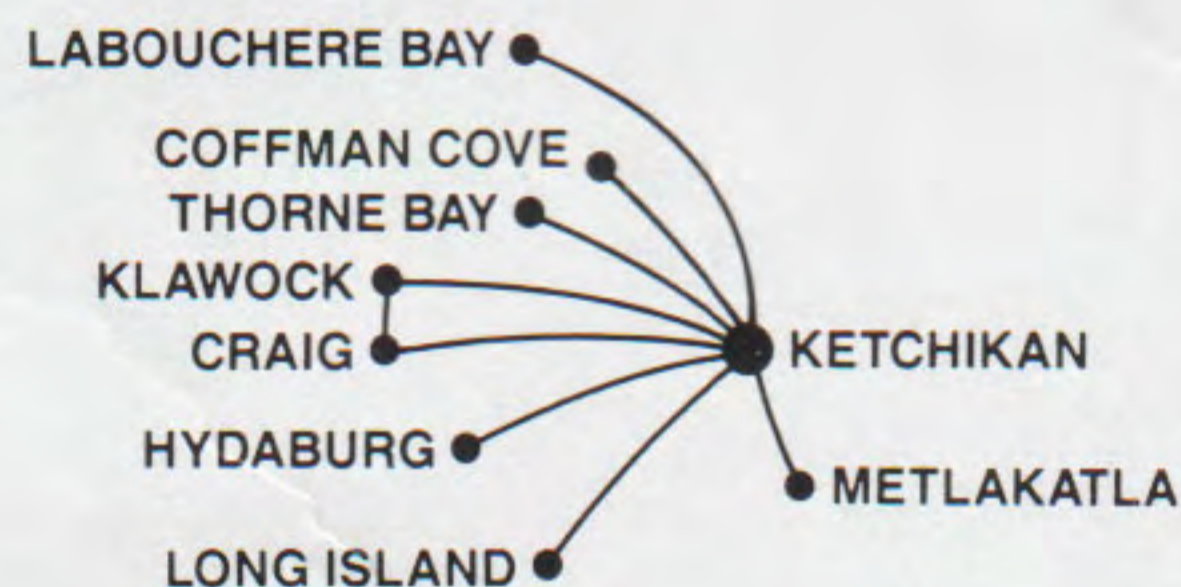 LABOUCHERE BAY
COFFMAN COVE
THORNE BAY
KLAWOCK
CRAIG
KETCHIKAN
HYDABURG
METLAKATLA
LONG ISLAND